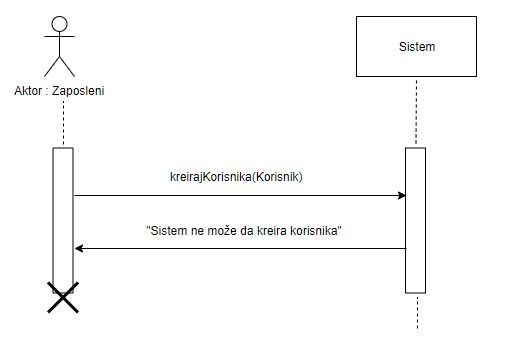 Sistem
Aktor : Zaposleni
kreirajKorisnika(Korisnik)
"Sistem ne može da kreira korisnika"